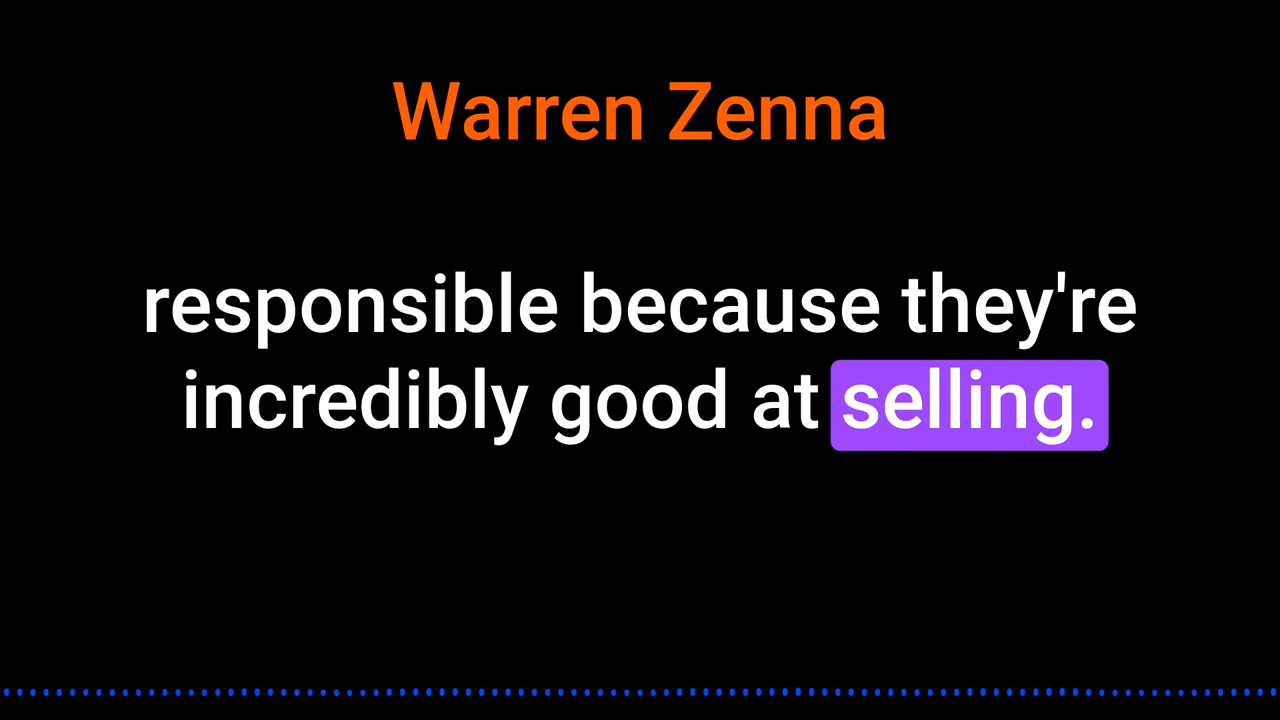 Warren Zenna
responsible because they're
incredibly good at selling.